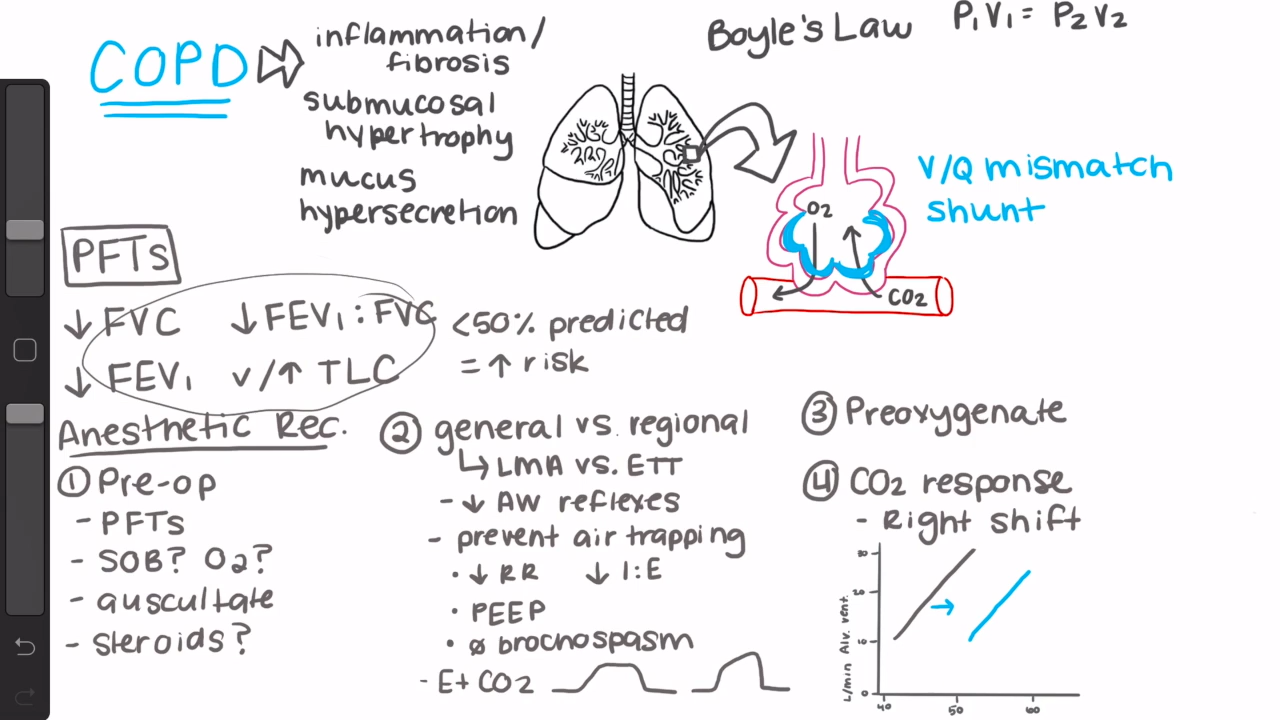 COPD
inflammation/
fibrosis
submucosal
hypertrophy
mucus
hypersecretion
Boyle's Law P₁V₁ = P₂V₂
O2
CO2
V/Q mismatch
shunt
PFTs
↓ FVC ↓ FEV₁ : FVC
↓ FEV₁ v/↑ TLC
<50% predicted
= ↑ risk
Anesthetic Rec.
① Pre-op
- PFTs
- SOB? O2?
- auscultate
- steroids?
② general vs. regional
↳ LMA vs. ETT
- ↓ AW reflexes
- prevent air trapping
• ↓ RR ↓ I:E
• PEEP
• ø brochospasm
- Et CO2
③ Preoxygenate
④ CO2 response
- Right shift
L/min Alv. vent.
0
40 50 60